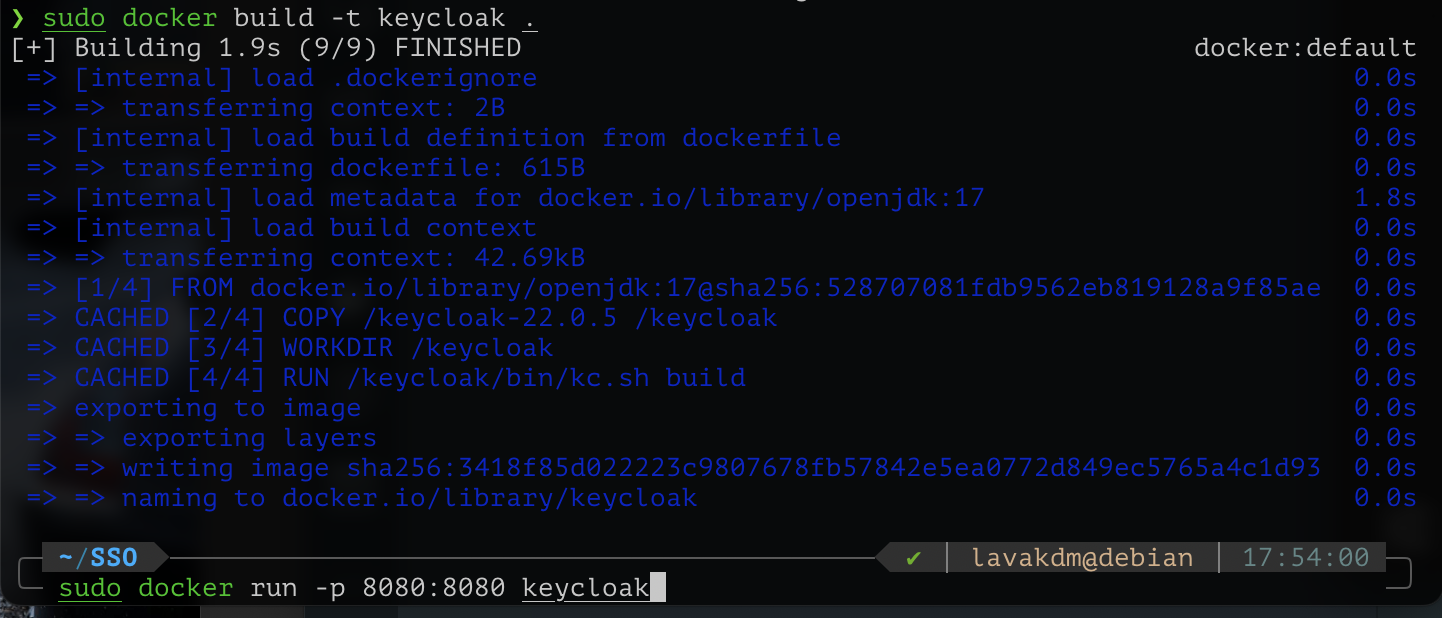 ❯ sudo docker build -t keycloak .
[+] Building 1.9s (9/9) FINISHED docker:default
=> [internal] load .dockerignore 0.0s
=> => transferring context: 2B 0.0s
=> [internal] load build definition from dockerfile 0.0s
=> => transferring dockerfile: 615B 0.0s
=> [internal] load metadata for docker.io/library/openjdk:17 1.8s
=> [internal] load build context 0.0s
=> => transferring context: 42.69kB 0.0s
=> [1/4] FROM docker.io/library/openjdk:17@sha256:528707081fdb9562eb819128a9f85ae 0.0s
=> CACHED [2/4] COPY /keycloak-22.0.5 /keycloak 0.0s
=> CACHED [3/4] WORKDIR /keycloak 0.0s
=> CACHED [4/4] RUN /keycloak/bin/kc.sh build 0.0s
=> exporting to image 0.0s
=> => exporting layers 0.0s
=> => writing image sha256:3418f85d022223c9807678fb57842e5ea0772d849ec5765a4c1d93 0.0s
=> => naming to docker.io/library/keycloak 0.0s
~/SSO ✔ lavakdm@debian 17:54:00
sudo docker run -p 8080:8080 keycloak